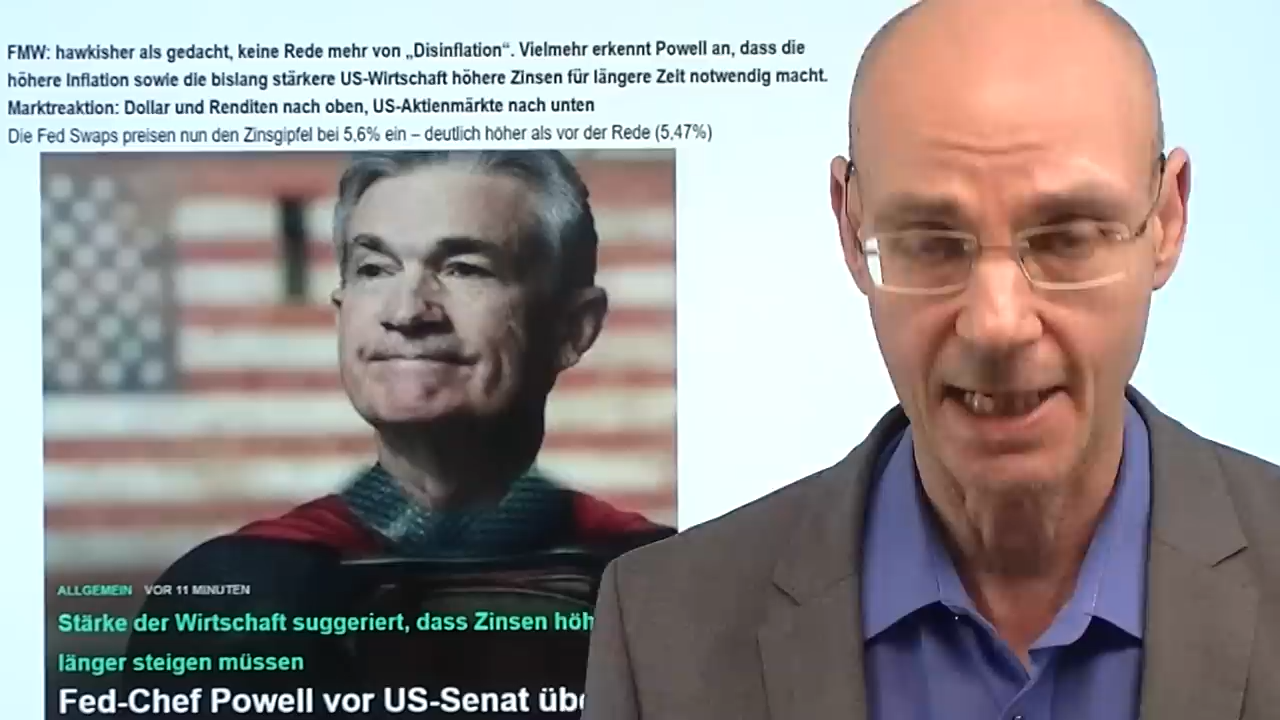 FMW: hawkisher als gedacht, keine Rede mehr von „Disinflation“. Vielmehr erkennt Powell an, dass die
höhere Inflation sowie die bislang stärkere US-Wirtschaft höhere Zinsen für längere Zeit notwendig macht.
Marktreaktion: Dollar und Renditen nach oben, US-Aktienmärkte nach unten
Die Fed Swaps preisen nun den Zinsgipfel bei 5,6% ein – deutlich höher als vor der Rede (5,47%)
ALLGEMEIN VOR 11 MINUTEN
Stärke der Wirtschaft suggeriert, dass Zinsen höh
länger steigen müssen
Fed-Chef Powell vor US-Senat übe